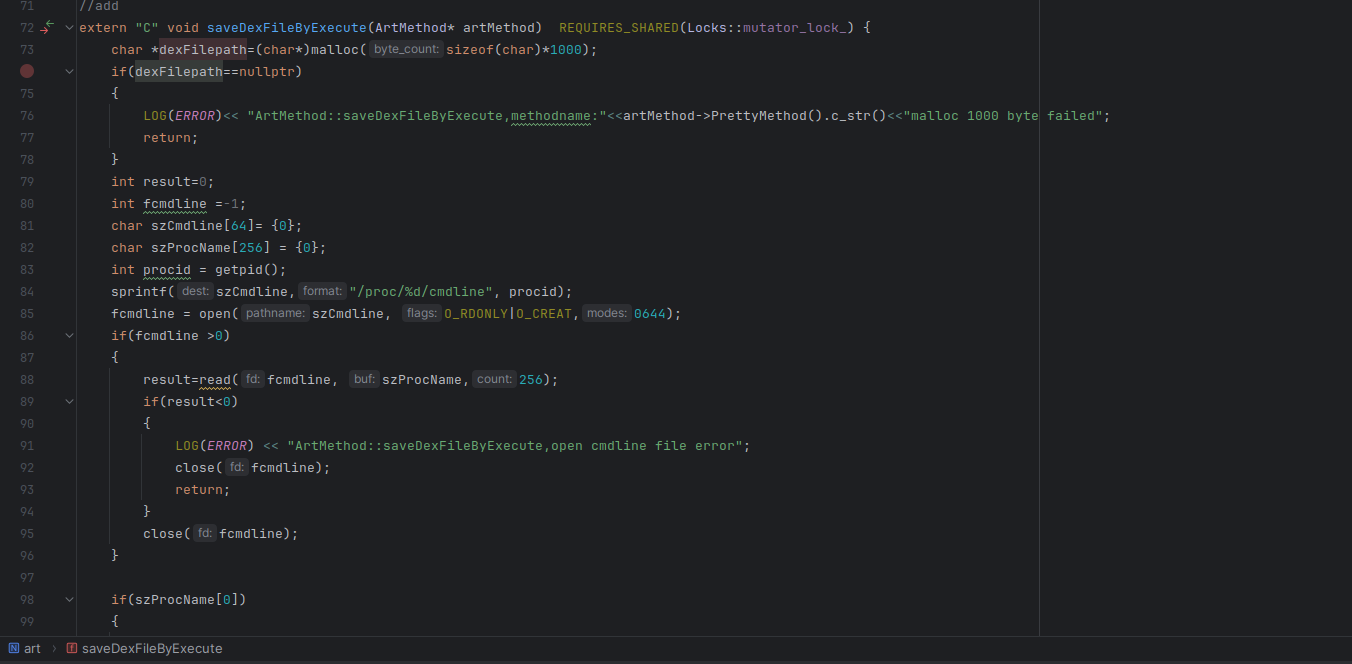 71 //add
72 extern "C" void saveDexFileByExecute(ArtMethod* artMethod)  REQUIRES_SHARED(Locks::mutator_lock_) {
73 char *dexFilepath=(char*)malloc( byte_count: sizeof(char)*1000);
if(dexFilepath==nullptr)
75 {
76 LOG(ERROR)<< "ArtMethod::saveDexFileByExecute,methodname:"<<artMethod->PrettyMethod().c_str()<<"malloc 1000 byte failed";
77 return;
78 }
79 int result=0;
80 int fcmdline =-1;
81 char szCmdline[64]= {0};
82 char szProcName[256] = {0};
83 int procid = getpid();
84 sprintf( dest: szCmdline, format: "/proc/%d/cmdline", procid);
85 fcmdline = open( pathname: szCmdline, flags: O_RDONLY|O_CREAT, modes: 0644);
86 if(fcmdline >0)
87 {
88 result=read( fd: fcmdline, buf: szProcName, count: 256);
89 if(result<0)
90 {
91 LOG(ERROR) << "ArtMethod::saveDexFileByExecute,open cmdline file error";
92 close( fd: fcmdline);
93 return;
94 }
95 close( fd: fcmdline);
96 }
97
98 if(szProcName[0])
99 {
N art > f saveDexFileByExecute